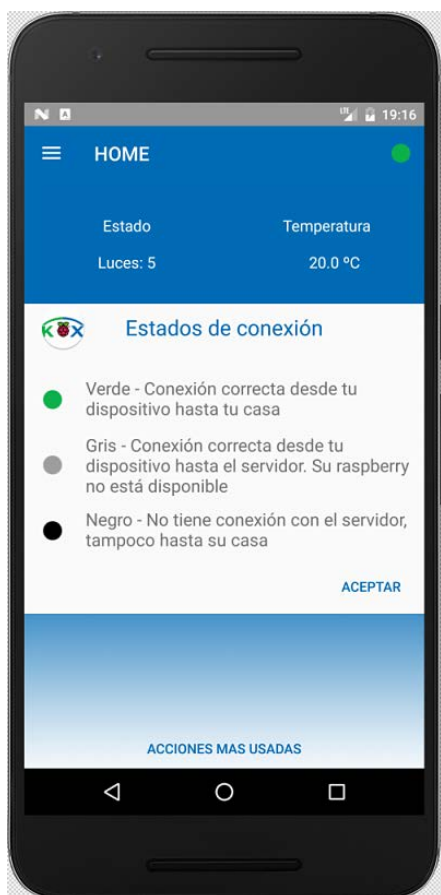 LTE 19:16
HOME
Estado Temperatura
Luces: 5 20.0 ºC
K X Estados de conexión
Verde - Conexión correcta desde tu
dispositivo hasta tu casa
Gris - Conexión correcta desde tu
dispositivo hasta el servidor. Su raspberry
no está disponible
Negro - No tiene conexión con el servidor,
tampoco hasta su casa
ACEPTAR
ACCIONES MAS USADAS